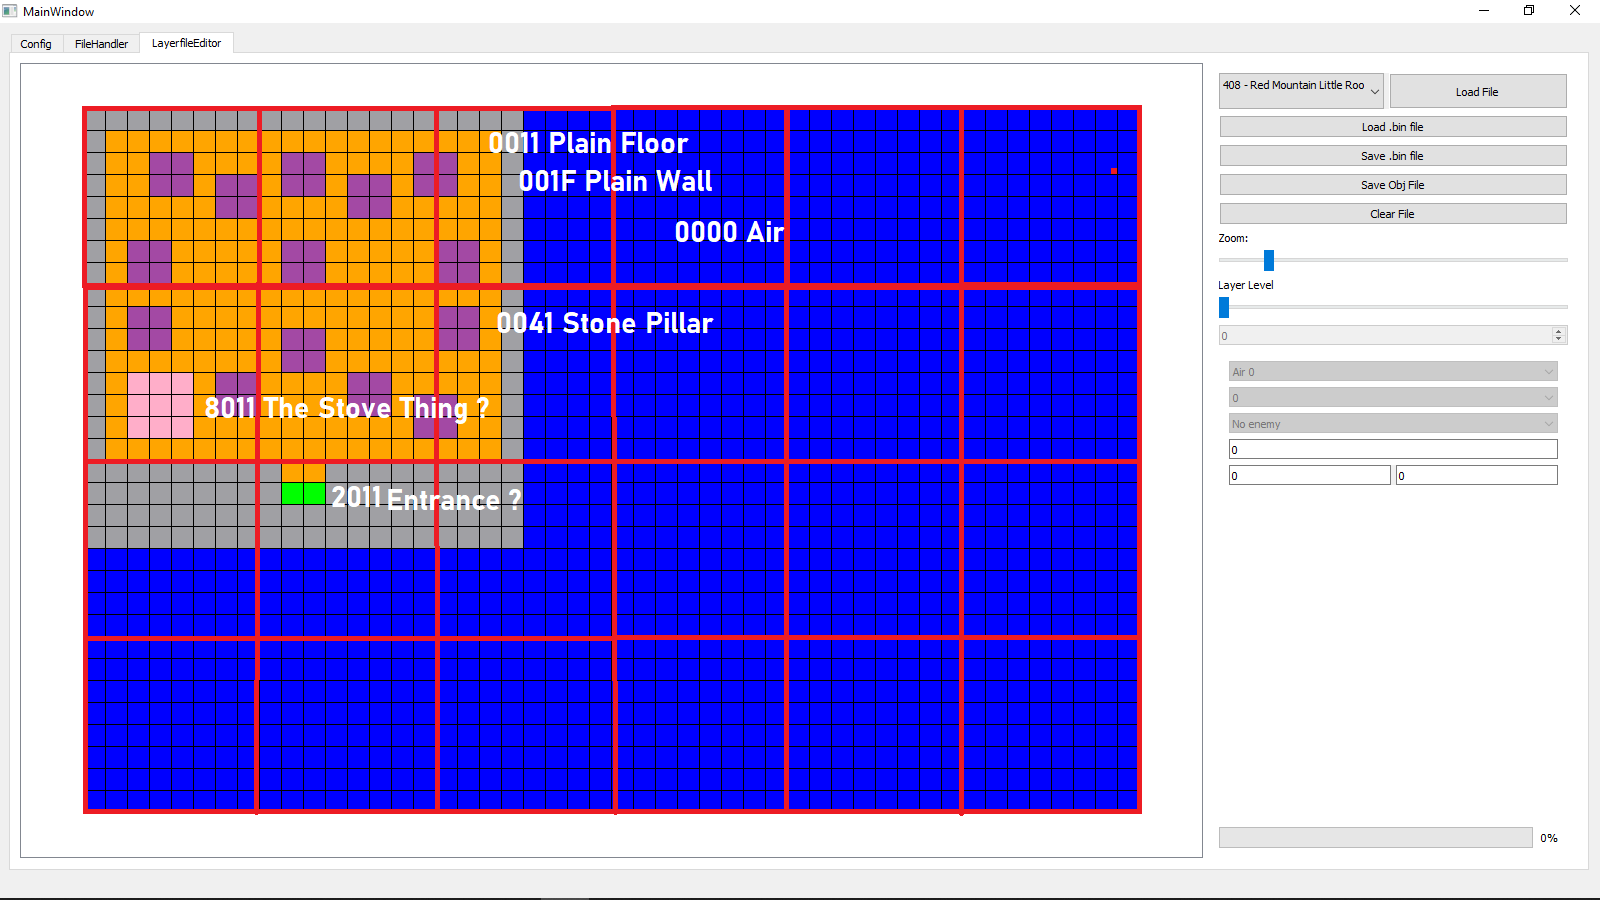 MainWindow
Config
FileHandler
LayerfileEditor
408 - Red Mountain Little Roo
Load File
Load .bin file
Save .bin file
Save Obj File
Clear File
Zoom:
Layer Level
0
Air 0
0
No enemy
0
0
0
0%
0011 Plain Floor
001F Plain Wall
0000 Air
0041 Stone Pillar
8011 The Stove Thing ?
2011 Entrance ?